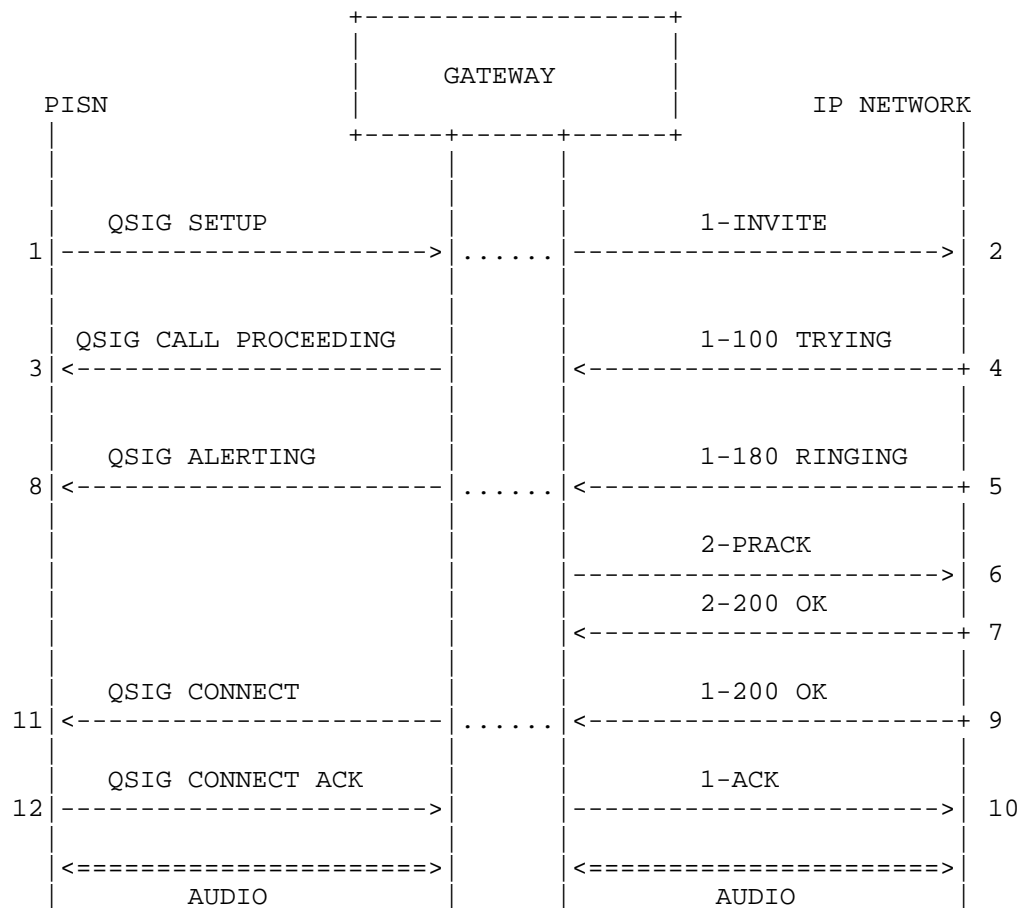 +-------------------+
GATEWAY
PISN IP NETWORK
+-----+------+------+
QSIG SETUP 1-INVITE
1|----------------------->|......|----------------------->| 2
QSIG CALL PROCEEDING 1-100 TRYING
3|<-----------------------| |<-----------------------+ 4
QSIG ALERTING 1-180 RINGING
8|<-----------------------|......|<-----------------------+ 5
2-PRACK
|----------------------->| 6
2-200 OK
|<-----------------------+ 7
QSIG CONNECT 1-200 OK
11|<-----------------------|......|<-----------------------+ 9
QSIG CONNECT ACK 1-ACK
12|----------------------->| |----------------------->| 10
|<======================>| |<======================>|
AUDIO AUDIO